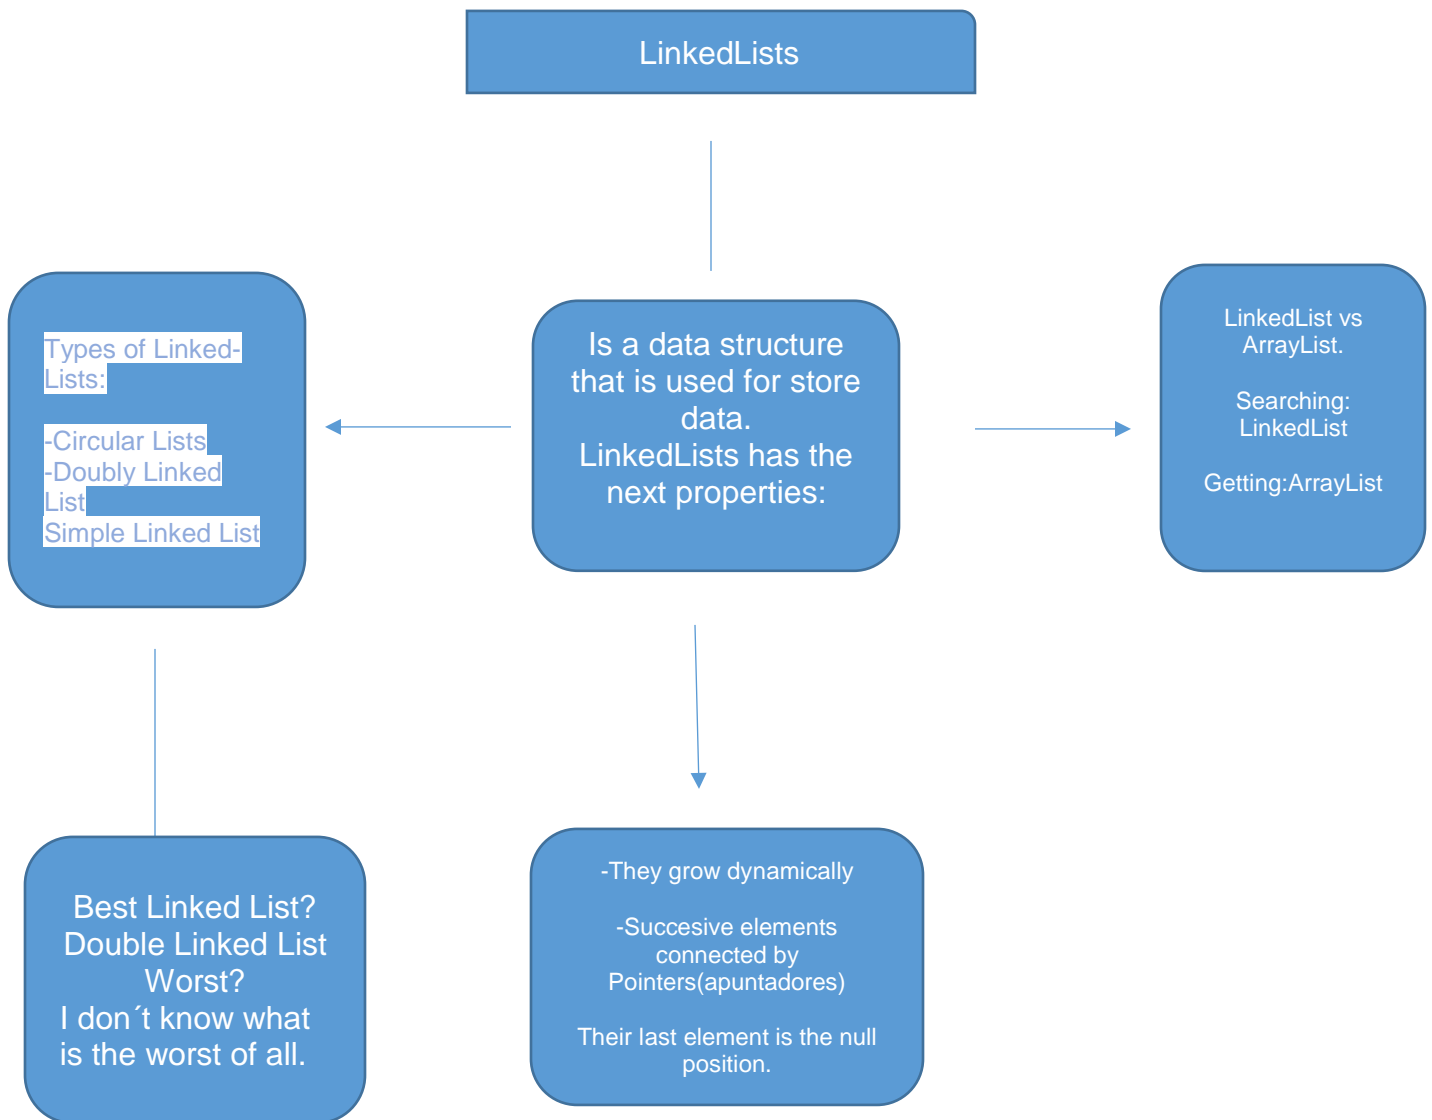 LinkedLists
Types of Linked-
Lists:
-Circular Lists
-Doubly Linked
List
Simple Linked List
Is a data structure
that is used for store
data.
LinkedLists has the
next properties:
LinkedList vs
ArrayList.
Searching:
LinkedList
Getting:ArrayList
Best Linked List?
Double Linked List
Worst?
I don´t know what
is the worst of all.
-They grow dynamically
-Succesive elements
connected by
Pointers(apuntadores)
Their last element is the null
position.